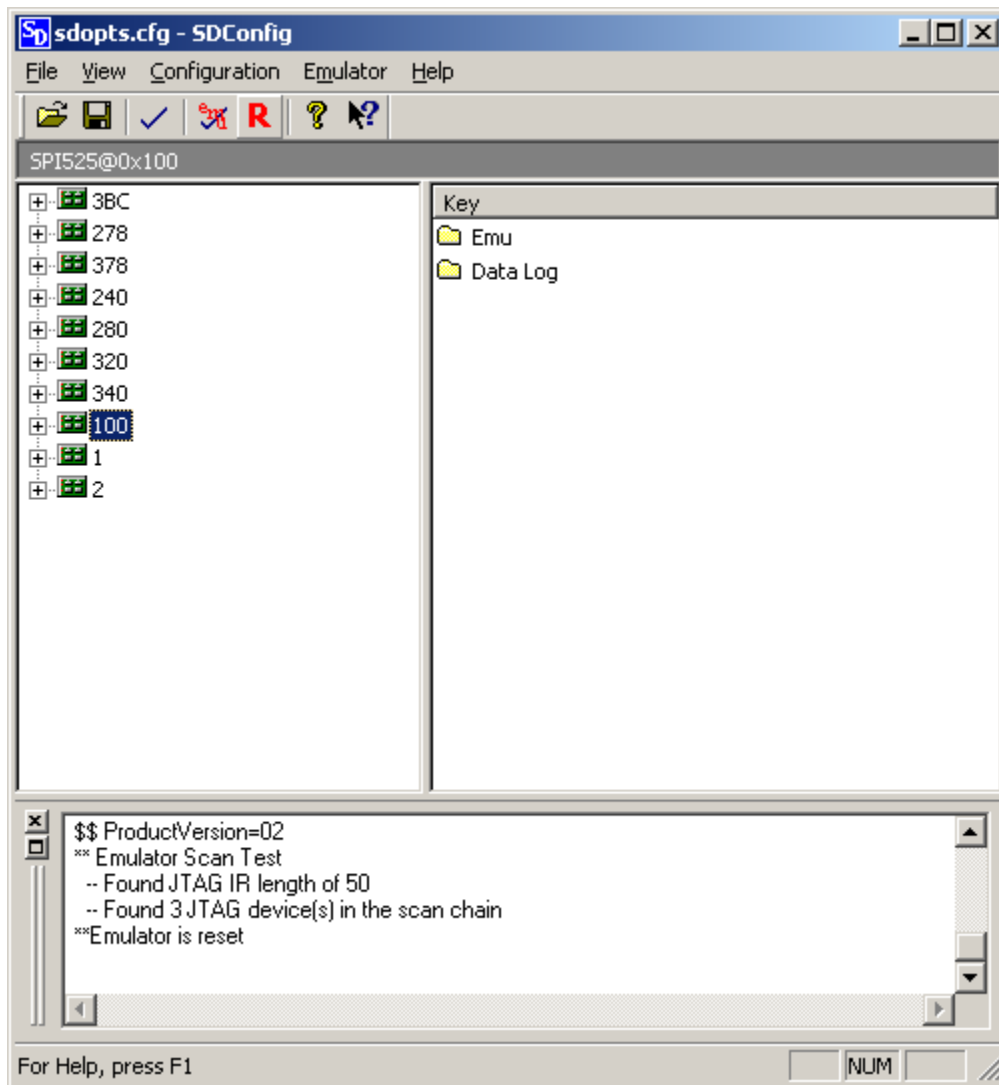 SD sdopts.cfg - SDConfig
File View Configuration Emulator Help
emu R ? ?
SPI525@0x100
3BC
278
378
240
280
320
340
100
1
2
Key
Emu
Data Log
$$ ProductVersion=02
** Emulator Scan Test
-- Found JTAG IR length of 50
-- Found 3 JTAG device(s) in the scan chain
**Emulator is reset
For Help, press F1
NUM